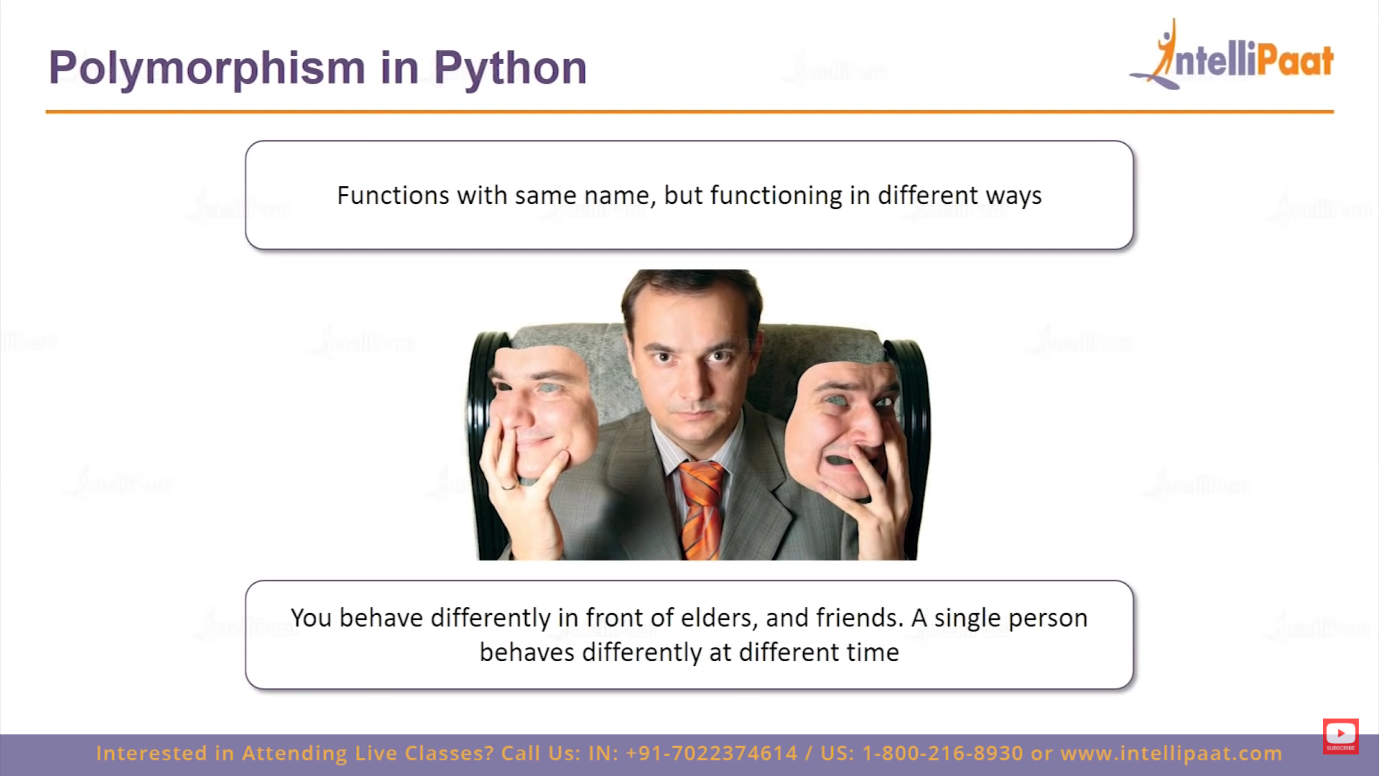 Polymorphism in Python
IntelliPaat
Functions with same name, but functioning in different ways
You behave differently in front of elders, and friends. A single person
behaves differently at different time
SUBSCRIBE
Interested in Attending Live Classes? Call Us: IN: +91-7022374614 / US: 1-800-216-8930 or www.intellipaat.com